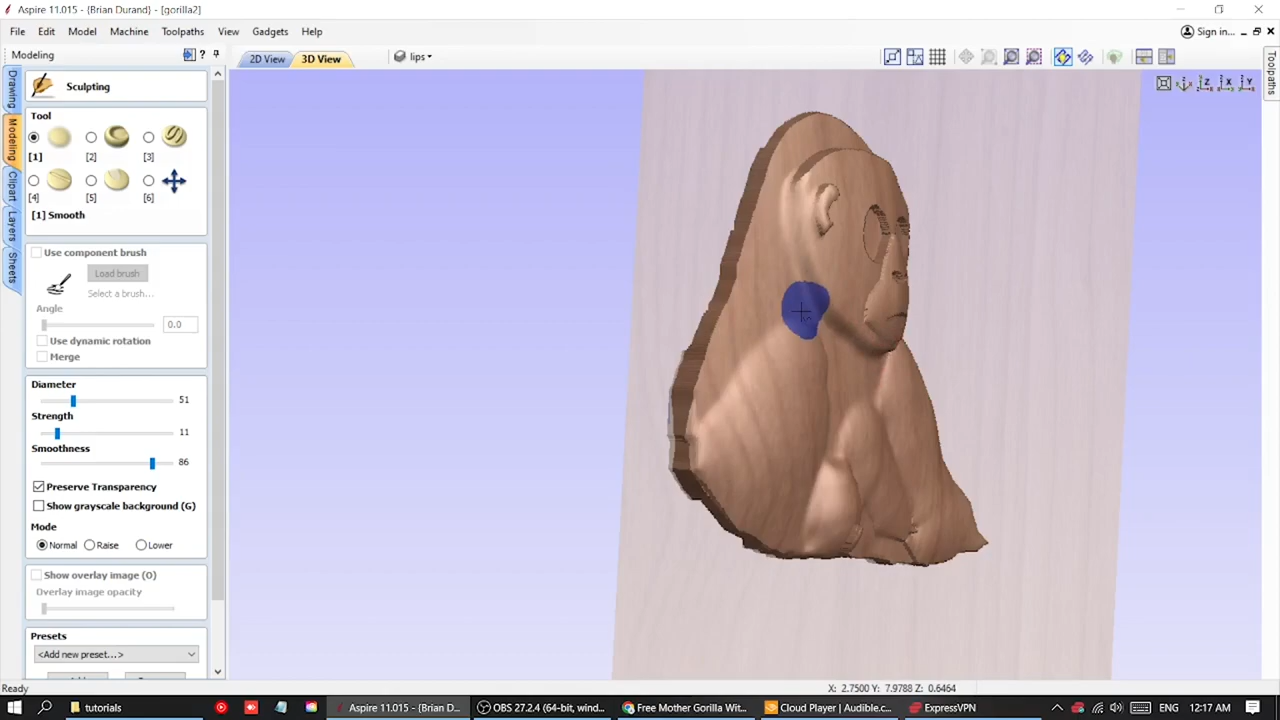 Aspire 11.015 - {Brian Durand} - [gorilla2]
File Edit Model Machine Toolpaths View Gadgets Help
Sign in...
Modeling
2D View 3D View lips
Drawing
Modeling
Clipart
Layers
Sheets
Toolpaths
Sculpting
Tool
[1] [2] [3]
[4] [5] [6]
[1] Smooth
Use component brush
Load brush
Select a brush...
Angle
0.0
Use dynamic rotation
Merge
Diameter
51
Strength
11
Smoothness
86
Preserve Transparency
Show grayscale background (G)
Mode
Normal Raise Lower
Show overlay image (O)
Overlay image opacity
Presets
<Add new preset...>
Z X Y
Ready
X: 2.7500 Y: 7.9788 Z: 0.6464
tutorials
Aspire 11.015 - {Brian D...
OBS 27.2.4 (64-bit, wind...
Free Mother Gorilla Wit...
Cloud Player | Audible.c...
ExpressVPN
ENG 12:17 AM